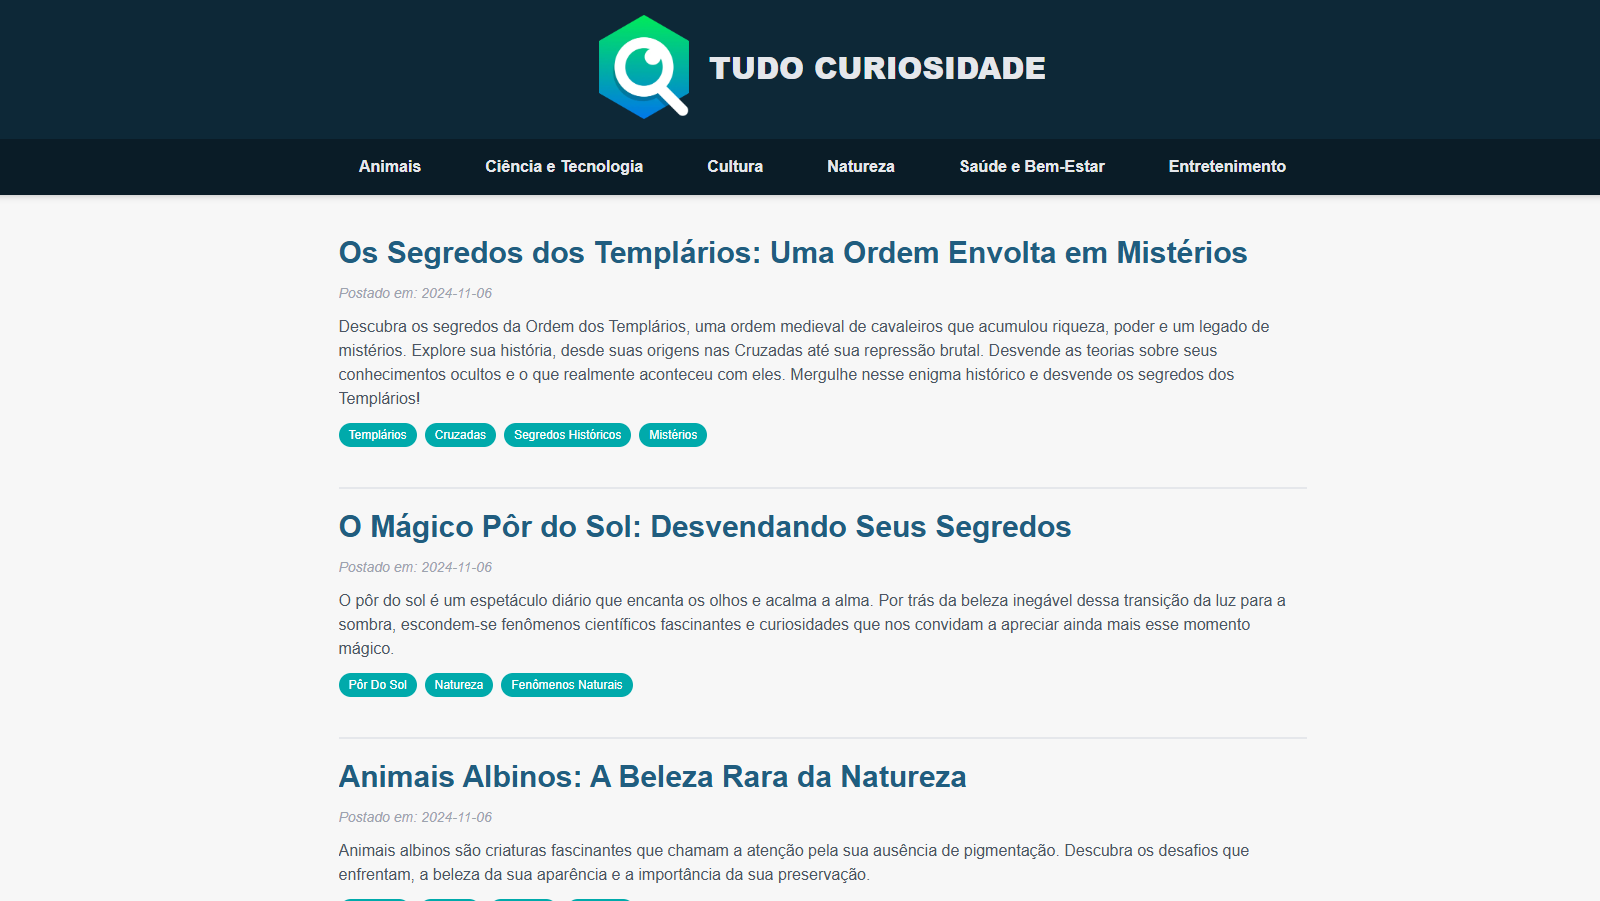 TUDO CURIOSIDADE
Animais Ciência e Tecnologia Cultura Natureza Saúde e Bem-Estar Entretenimento
Os Segredos dos Templários: Uma Ordem Envolta em Mistérios
Postado em: 2024-11-06
Descubra os segredos da Ordem dos Templários, uma ordem medieval de cavaleiros que acumulou riqueza, poder e um legado de
mistérios. Explore sua história, desde suas origens nas Cruzadas até sua repressão brutal. Desvende as teorias sobre seus
conhecimentos ocultos e o que realmente aconteceu com eles. Mergulhe nesse enigma histórico e desvende os segredos dos
Templários!
Templários Cruzadas Segredos Históricos Mistérios
O Mágico Pôr do Sol: Desvendando Seus Segredos
Postado em: 2024-11-06
O pôr do sol é um espetáculo diário que encanta os olhos e acalma a alma. Por trás da beleza inegável dessa transição da luz para a
sombra, escondem-se fenômenos científicos fascinantes e curiosidades que nos convidam a apreciar ainda mais esse momento
mágico.
Pôr Do Sol Natureza Fenômenos Naturais
Animais Albinos: A Beleza Rara da Natureza
Postado em: 2024-11-06
Animais albinos são criaturas fascinantes que chamam a atenção pela sua ausência de pigmentação. Descubra os desafios que
enfrentam, a beleza da sua aparência e a importância da sua preservação.